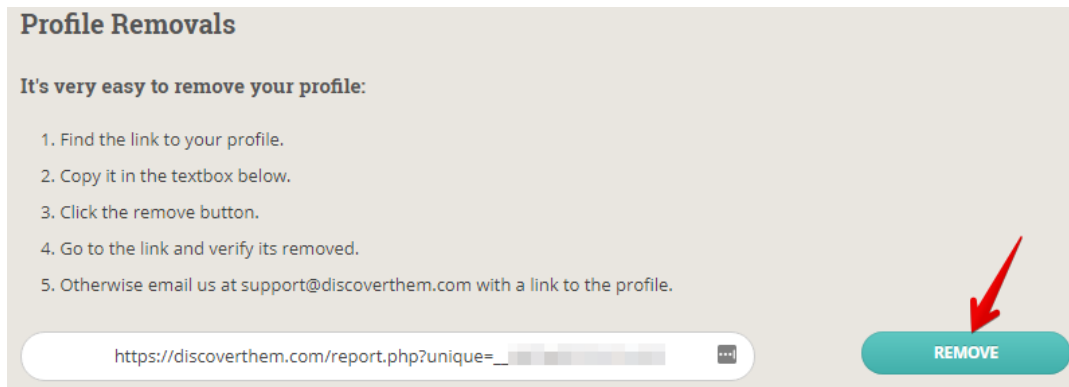 Profile Removals
It's very easy to remove your profile:
1. Find the link to your profile.
2. Copy it in the textbox below.
3. Click the remove button.
4. Go to the link and verify its removed.
5. Otherwise email us at support@discoverthem.com with a link to the profile.
https://discoverthem.com/report.php?unique=__
REMOVE